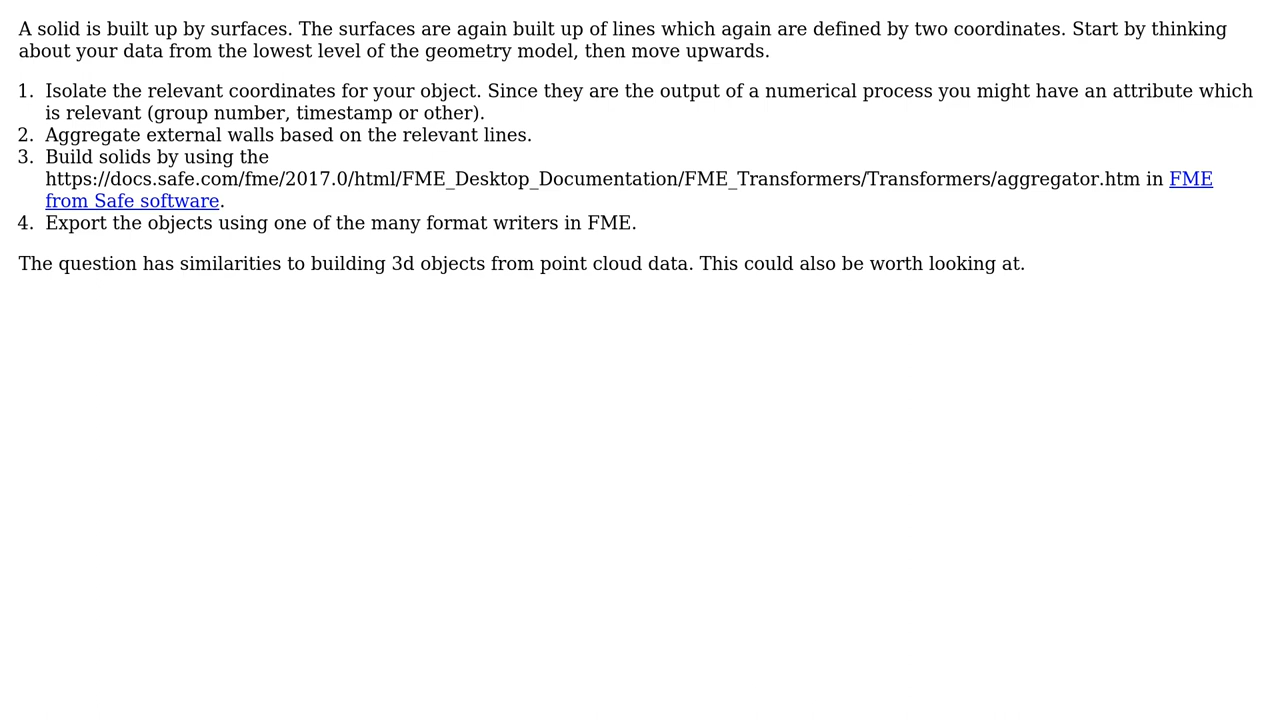 A solid is built up by surfaces. The surfaces are again built up of lines which again are defined by two coordinates. Start by thinking
about your data from the lowest level of the geometry model, then move upwards.
1. Isolate the relevant coordinates for your object. Since they are the output of a numerical process you might have an attribute which
is relevant (group number, timestamp or other).
2. Aggregate external walls based on the relevant lines.
3. Build solids by using the
https://docs.safe.com/fme/2017.0/html/FME_Desktop_Documentation/FME_Transformers/Transformers/aggregator.htm in FME
from Safe software.
4. Export the objects using one of the many format writers in FME.
The question has similarities to building 3d objects from point cloud data. This could also be worth looking at.